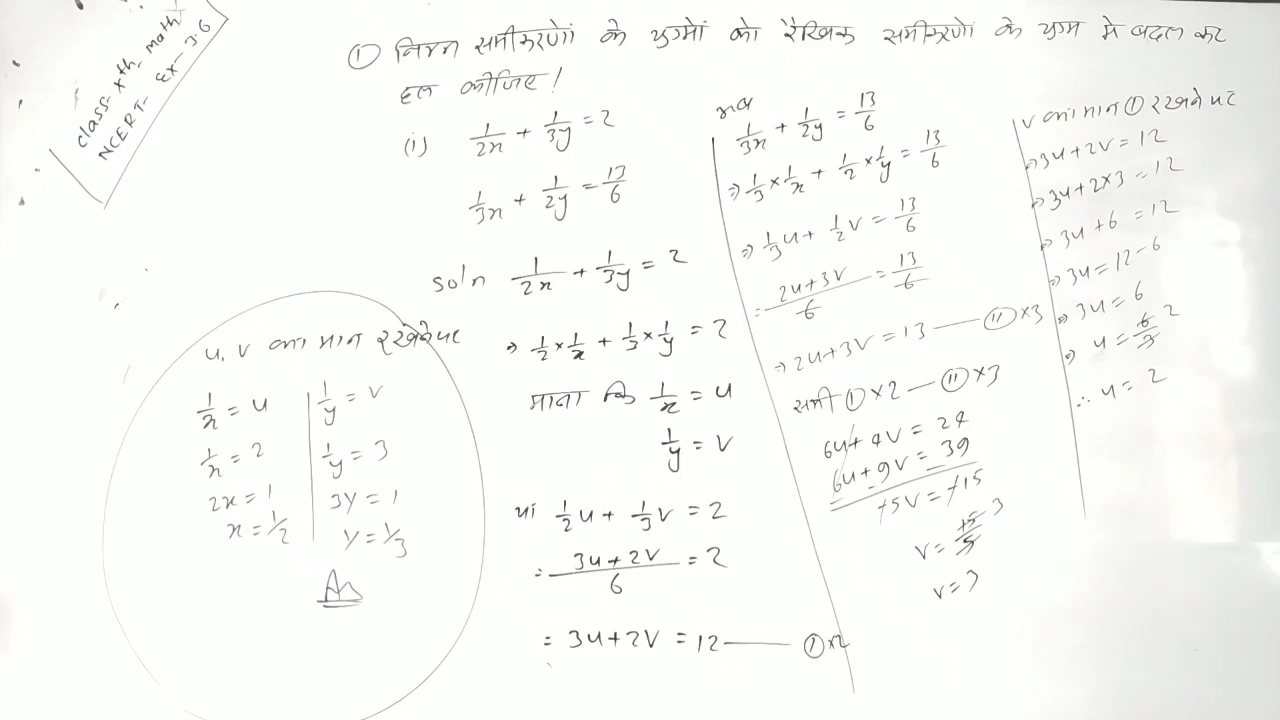 class- Xth, math
NCERT- Ex- 3.6
① निम्न समीकरणों के युग्मों को रैखिक समीकरणों के युग्म मे बदल कर
हल कीजिए!
(i) 1/2x + 1/3y = 2
1/3x + 1/2y = 13/6
soln 1/2x + 1/3y = 2
⇒ 1/2 × 1/x + 1/3 × 1/y = 2
माना कि 1/x = u
1/y = v
या 1/2 u + 1/3 v = 2
= 3u + 2v / 6 = 2
= 3u + 2v = 12 —— ① ×2
1/3x + 1/2y = 13/6
⇒ 1/3 × 1/x + 1/2 × 1/y = 13/6
⇒ 1/3 u + 1/2 v = 13/6
= 2u + 3v / 6 = 13/6
⇒ 2u + 3v = 13 —— ⑪ ×3
समी ① × 2 — ⑪ × 3
6u + 4v = 24
6u + 9v = 39
+5v = +15
v = 15/5 3
v = 3
v का मान ① रखने पर
⇒ 3u + 2v = 12
⇒ 3u + 2×3 = 12
⇒ 3u + 6 = 12
⇒ 3u = 12 - 6
⇒ 3u = 6
⇒ u = 6/3 2
∴ u = 2
u, v का मान रखने पर
1/x = u | 1/y = v
1/x = 2 | 1/y = 3
2x = 1 | 3y = 1
x = 1/2 | y = 1/3
As